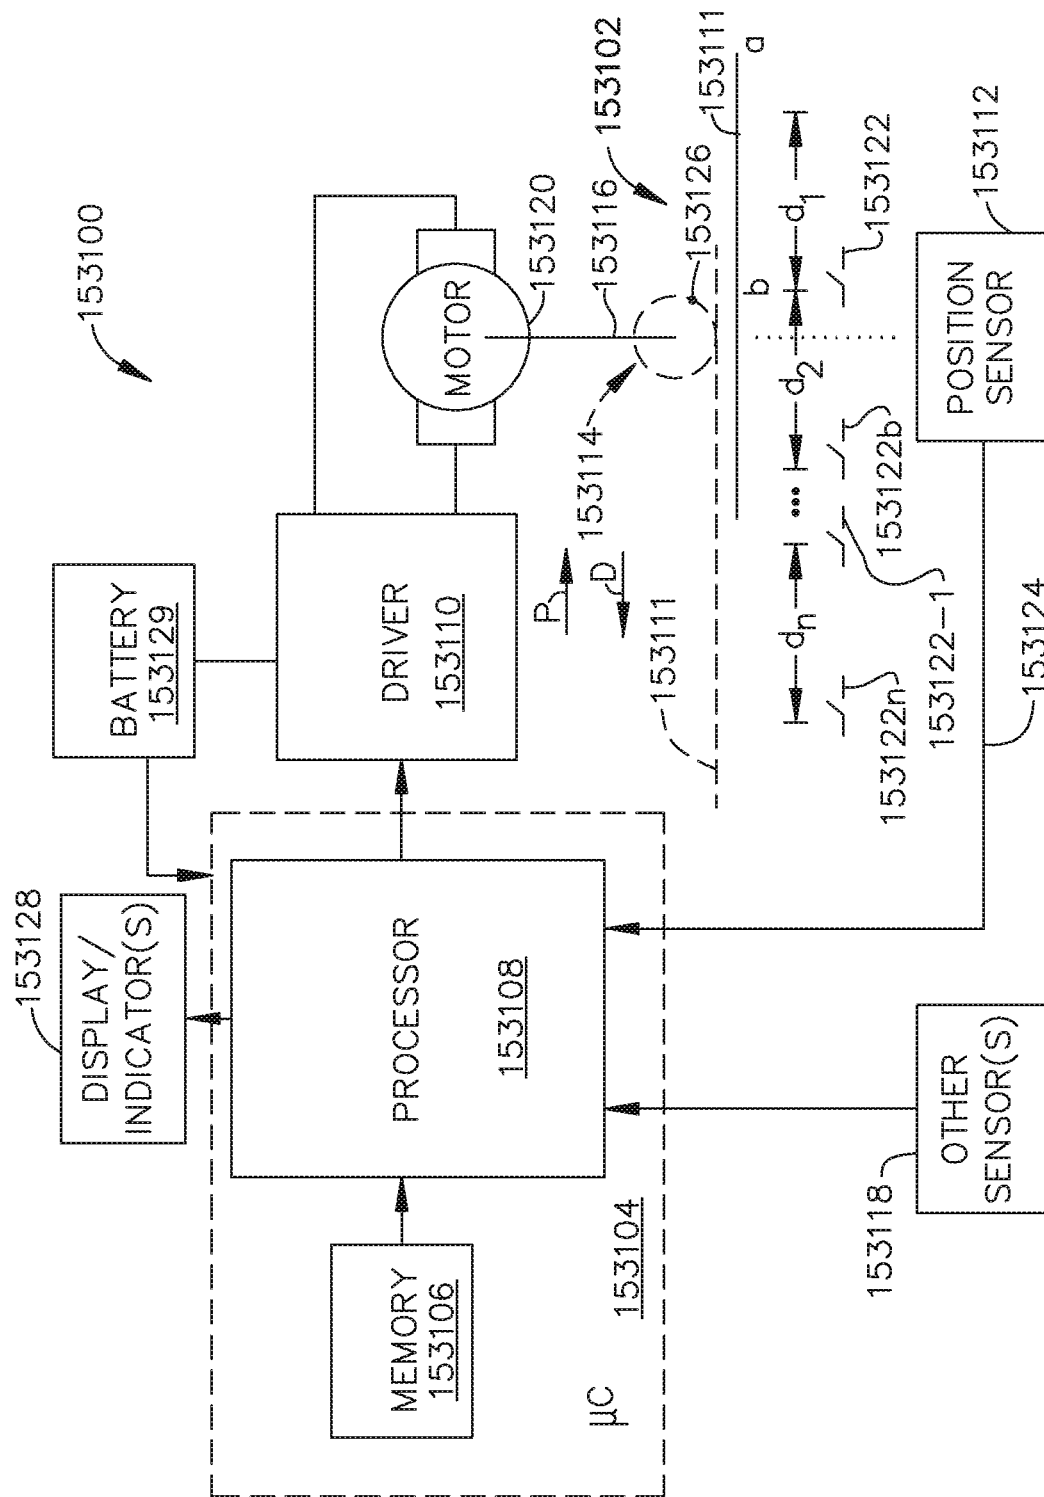 153100
BATTERY
153129
DISPLAY/
INDICATOR(S)
153128
MEMORY
153106
PROCESSOR
153108
DRIVER
153110
MOTOR
153120
153116
153102
153114
153126
153111
a
b
P
D
153111
µC
153104
dn
...
d2
d1
153122n
153122-1
153122b
153122
OTHER
SENSOR(S)
153118
153124
POSITION
SENSOR
153112